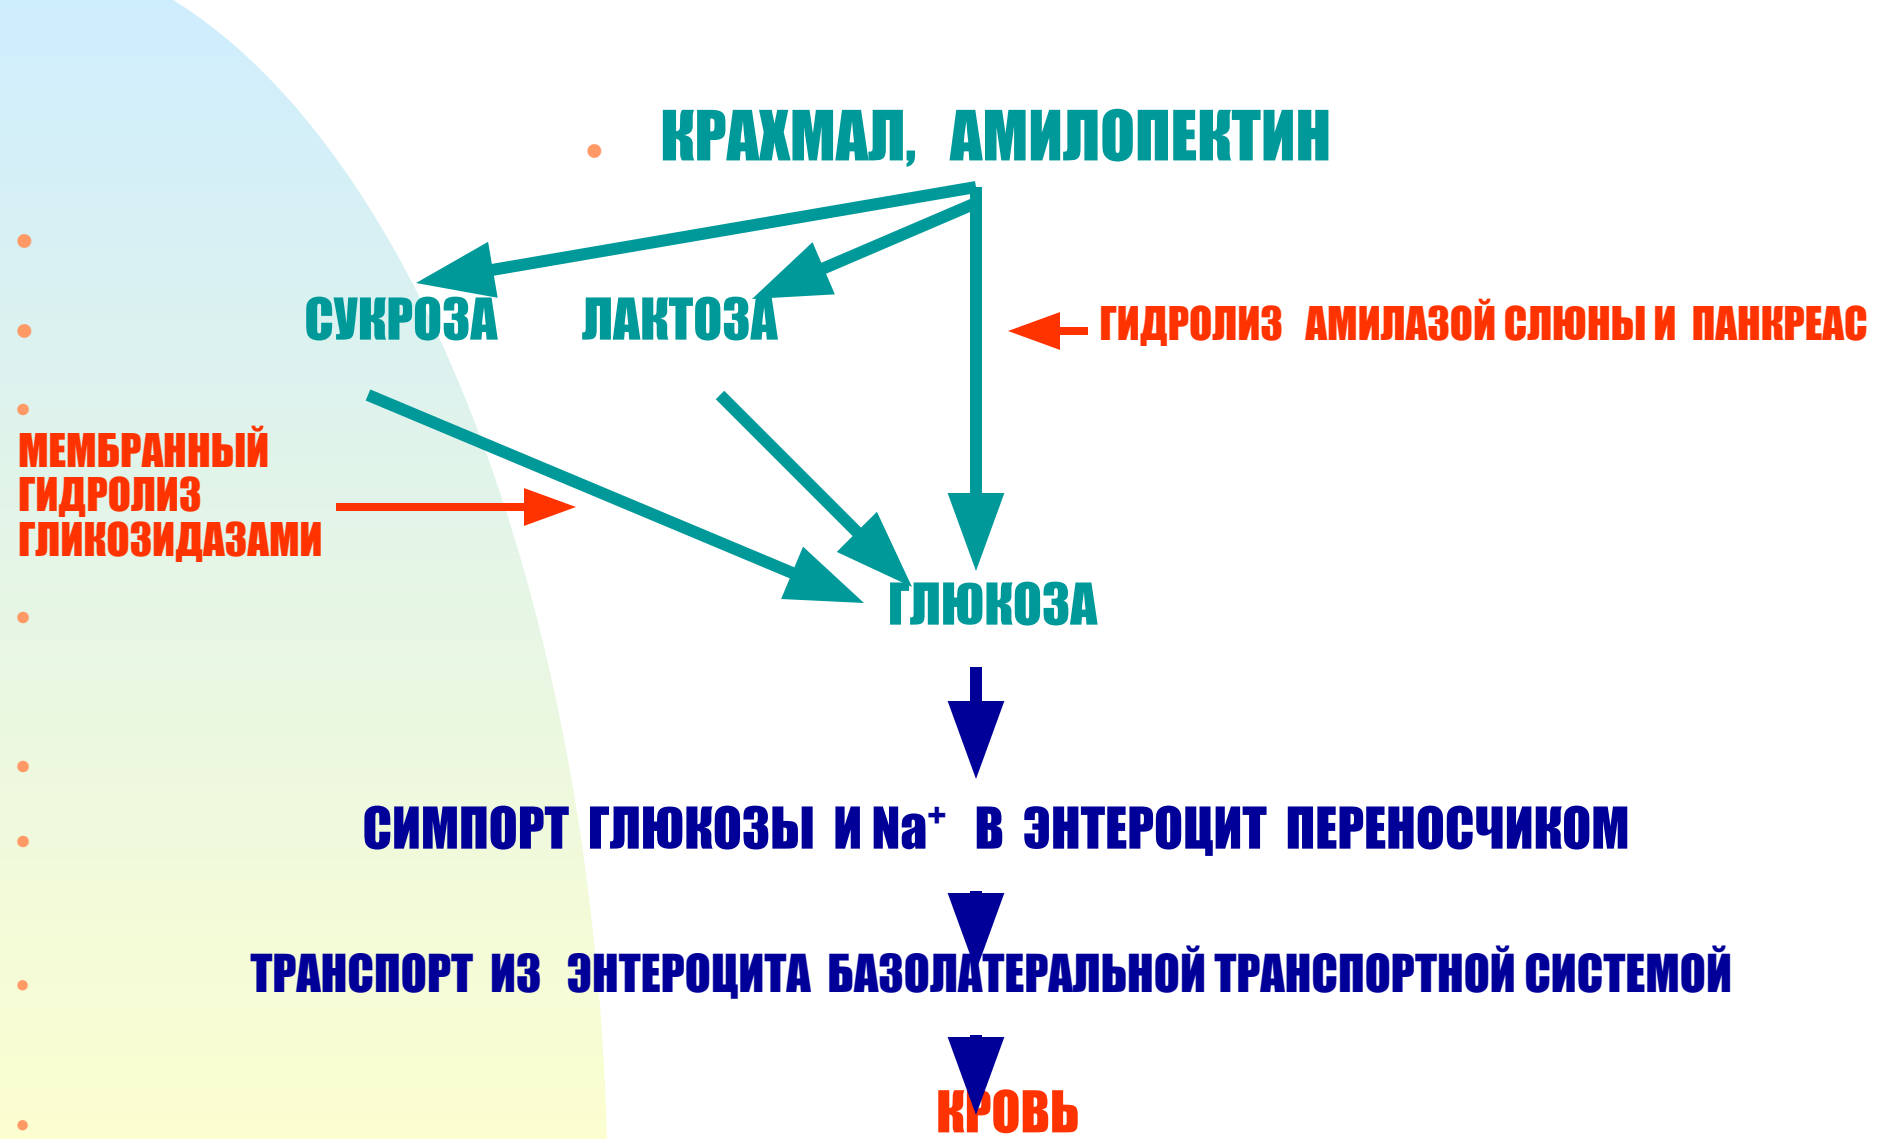 КРАХМАЛ, АМИЛОПЕКТИН
СУКРОЗА ЛАКТОЗА
ГИДРОЛИЗ АМИЛАЗОЙ СЛЮНЫ И ПАНКРЕАС
МЕМБРАННЫЙ
ГИДРОЛИЗ
ГЛИКОЗИДАЗАМИ
ГЛЮКОЗА
СИМПОРТ ГЛЮКОЗЫ И Na⁺ В ЭНТЕРОЦИТ ПЕРЕНОСЧИКОМ
ТРАНСПОРТ ИЗ ЭНТЕРОЦИТА БАЗОЛАТЕРАЛЬНОЙ ТРАНСПОРТНОЙ СИСТЕМОЙ
КРОВЬ